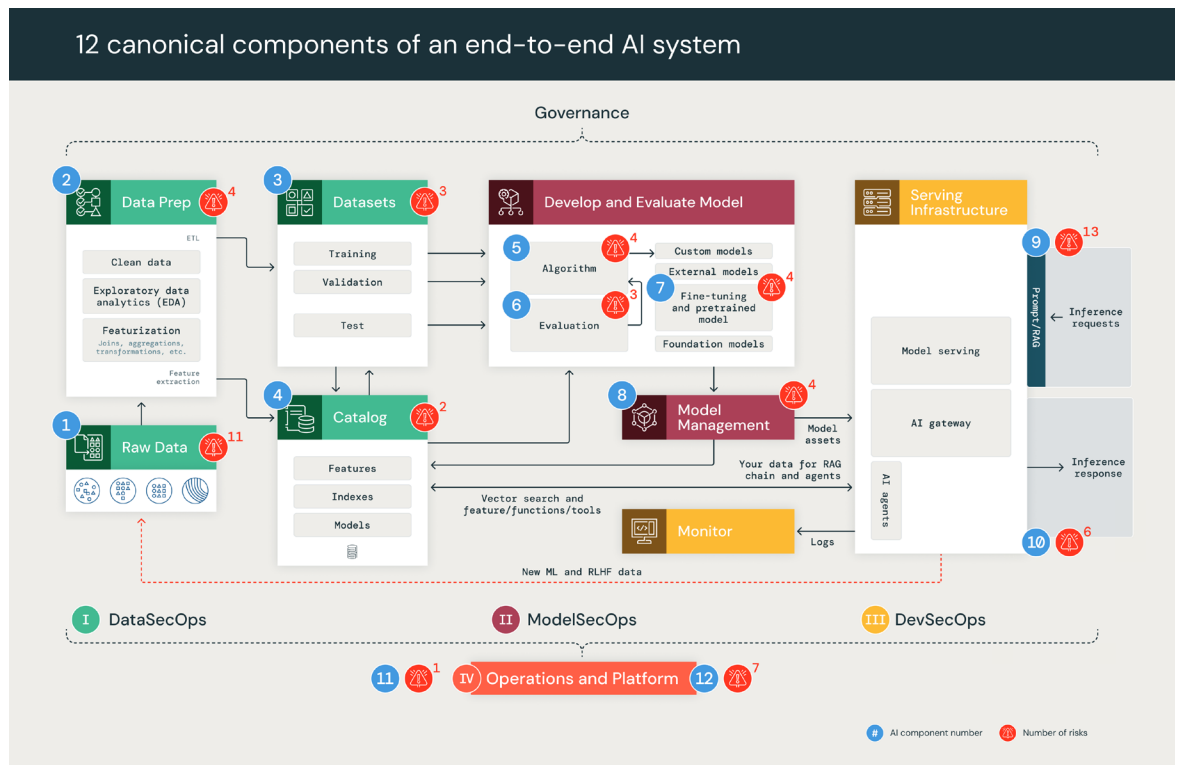 12 canonical components of an end-to-end AI system
Governance
2
Data Prep
4
ETL
Clean data
Exploratory data
analytics (EDA)
Featurization
Joins, aggregations,
transformations, etc.
Feature
extraction
1
Raw Data
11
3
Datasets
3
Training
Validation
Test
4
Catalog
2
Features
Indexes
Models
Develop and Evaluate Model
5
Algorithm
4
6
Evaluation
3
Custom models
External models
7
4
Fine-tuning
and pretrained
model
Foundation models
8
Model
Management
4
Model
assets
Your data for RAG
chain and agents
Vector search and
feature/functions/tools
Monitor
Logs
New ML and RLHF data
Serving
Infrastructure
Model serving
AI gateway
AI agents
9
13
Prompt/RAG
Inference
requests
Inference
response
10
6
I DataSecOps
II ModelSecOps
III DevSecOps
11
1
IV Operations and Platform
12
7
# AI component number
Number of risks